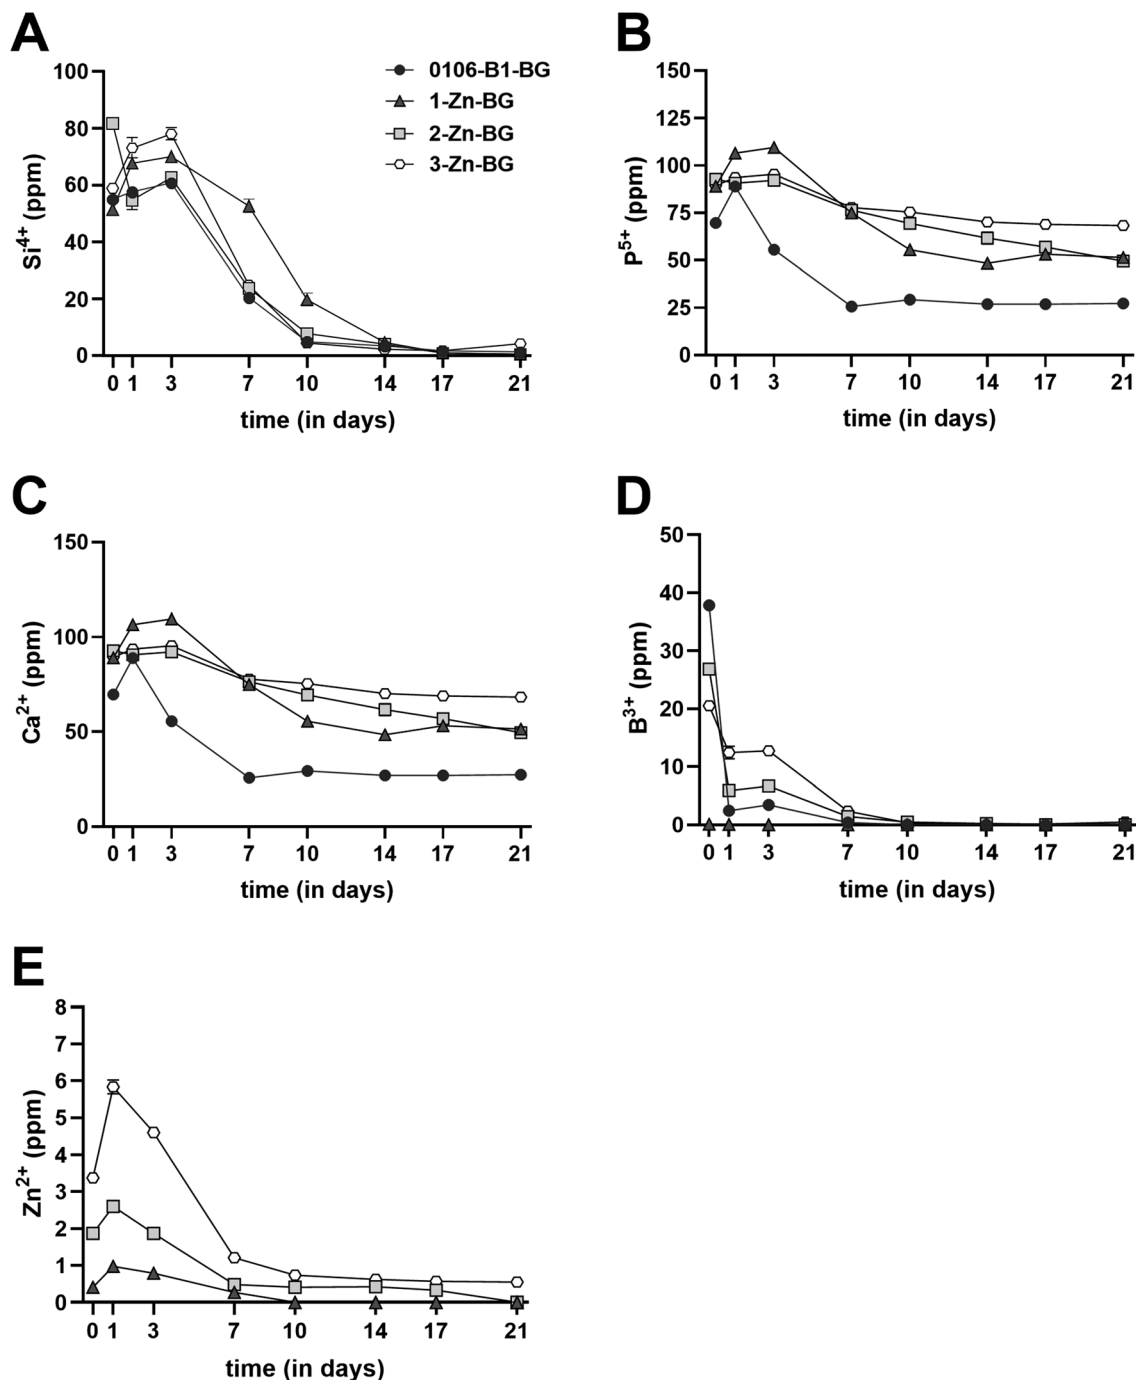 A
Si4+ (ppm)
100
80
60
40
20
0
0 1 3 7 10 14 17 21
time (in days)
0106-B1-BG
1-Zn-BG
2-Zn-BG
3-Zn-BG
B
P5+ (ppm)
150
125
100
75
50
25
0
0 1 3 7 10 14 17 21
time (in days)
C
Ca2+ (ppm)
150
100
50
0
0 1 3 7 10 14 17 21
time (in days)
D
B3+ (ppm)
50
40
30
20
10
0
0 1 3 7 10 14 17 21
time (in days)
E
Zn2+ (ppm)
8
7
6
5
4
3
2
1
0
0 1 3 7 10 14 17 21
time (in days)